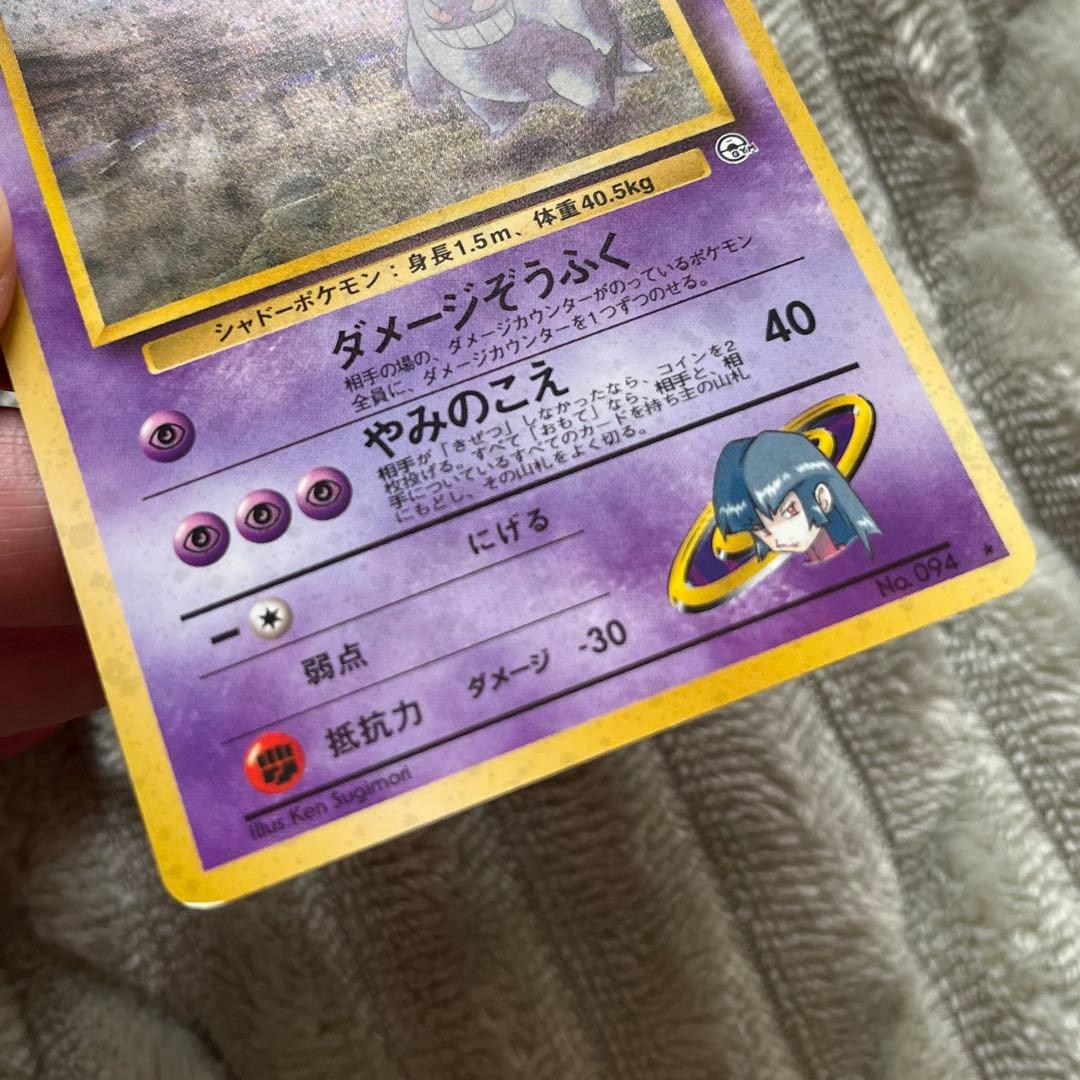 GYM
シャドーポケモン：身長1.5m、体重40.5kg
ダメージぞうふく
相手の場の、ダメージカウンターがのっているポケモン
全員に、ダメージカウンターを1つずつのせる。
やみのこえ 40
相手が「きぜつ」しなかったなら、コインを2
枚投げる。すべて「おもて」なら、相手と、相
手についているすべてのカードを持ち主の山札
にもどし、その山札をよく切る。
にげる
弱点
抵抗力 ダメージ -30
Illus. Ken Sugimori
No. 094 ★